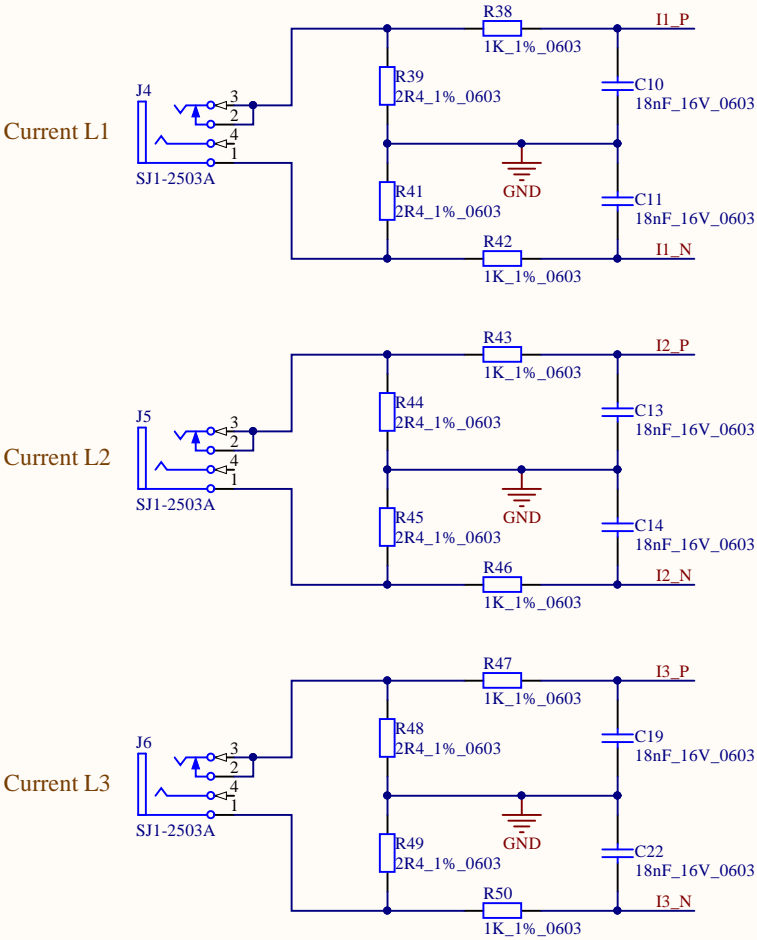 R38
I1_P
1K_1%_0603
J4
3
R39
2R4_1%_0603
C10
18nF_16V_0603
2
Current L1
4
1
SJ1-2503A
GND
R41
2R4_1%_0603
C11
18nF_16V_0603
R42
I1_N
1K_1%_0603
R43
I2_P
1K_1%_0603
J5
3
R44
2R4_1%_0603
C13
18nF_16V_0603
2
Current L2
4
1
SJ1-2503A
GND
R45
2R4_1%_0603
C14
18nF_16V_0603
R46
I2_N
1K_1%_0603
R47
I3_P
1K_1%_0603
J6
3
R48
2R4_1%_0603
C19
18nF_16V_0603
2
Current L3
4
1
SJ1-2503A
GND
R49
2R4_1%_0603
C22
18nF_16V_0603
R50
I3_N
1K_1%_0603